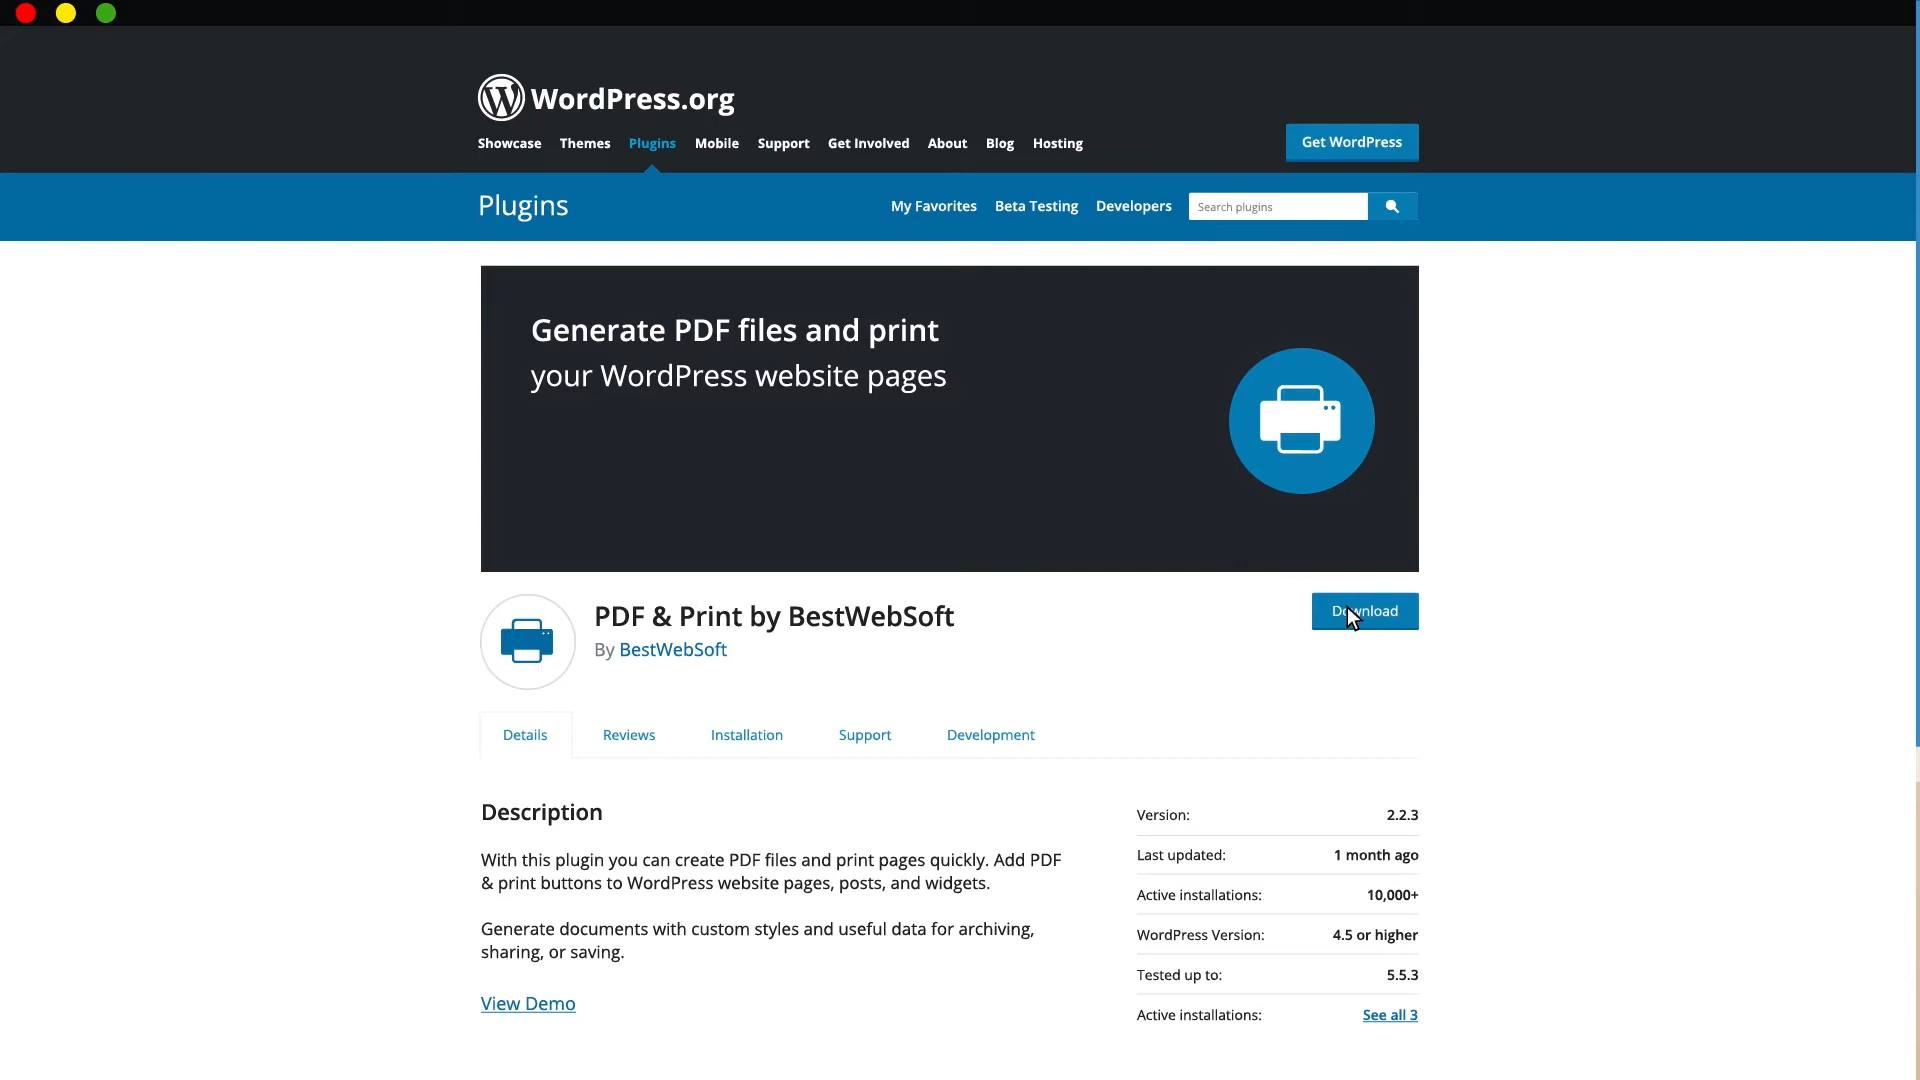 WordPress.org
Showcase Themes Plugins Mobile Support Get Involved About Blog Hosting
Get WordPress
Plugins
My Favorites Beta Testing Developers
Search plugins
Generate PDF files and print
your WordPress website pages
PDF & Print by BestWebSoft
By BestWebSoft
Download
Details Reviews Installation Support Development
Description
With this plugin you can create PDF files and print pages quickly. Add PDF
& print buttons to WordPress website pages, posts, and widgets.
Generate documents with custom styles and useful data for archiving,
sharing, or saving.
View Demo
Version: 2.2.3
Last updated: 1 month ago
Active installations: 10,000+
WordPress Version: 4.5 or higher
Tested up to: 5.5.3
Active installations: See all 3